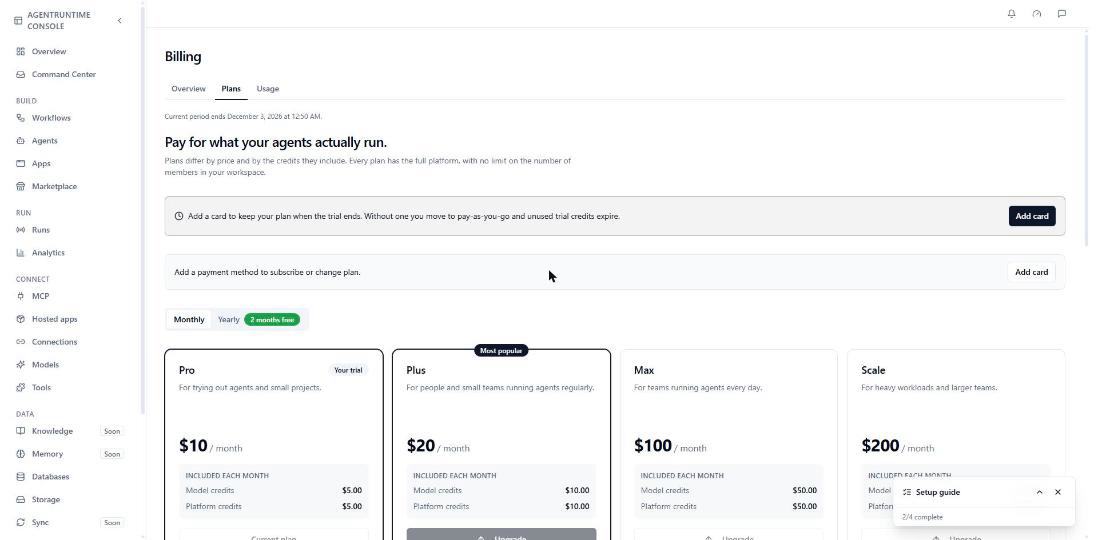 AGENTRUNTIME
CONSOLE
Overview
Command Center
BUILD
Workflows
Agents
Apps
Marketplace
RUN
Runs
Analytics
CONNECT
MCP
Hosted apps
Connections
Models
Tools
DATA
Knowledge Soon
Memory Soon
Databases
Storage
Sync Soon
Billing
Overview Plans Usage
Current period ends December 3, 2026 at 12:50 AM.
Pay for what your agents actually run.
Plans differ by price and by the credits they include. Every plan has the full platform, with no limit on the number of
members in your workspace.
Add a card to keep your plan when the trial ends. Without one you move to pay-as-you-go and unused trial credits expire. Add card
Add a payment method to subscribe or change plan. Add card
Monthly Yearly 2 months free
Pro Your trial
For trying out agents and small projects.
$10 / month
INCLUDED EACH MONTH
Model credits $5.00
Platform credits $5.00
Current plan
Most popular
Plus
For people and small teams running agents regularly.
$20 / month
INCLUDED EACH MONTH
Model credits $10.00
Platform credits $10.00
Upgrade
Max
For teams running agents every day.
$100 / month
INCLUDED EACH MONTH
Model credits $50.00
Platform credits $50.00
Upgrade
Scale
For heavy workloads and larger teams.
$200 / month
INCLUDED EACH MONTH
Upgrade
Setup guide
2/4 complete